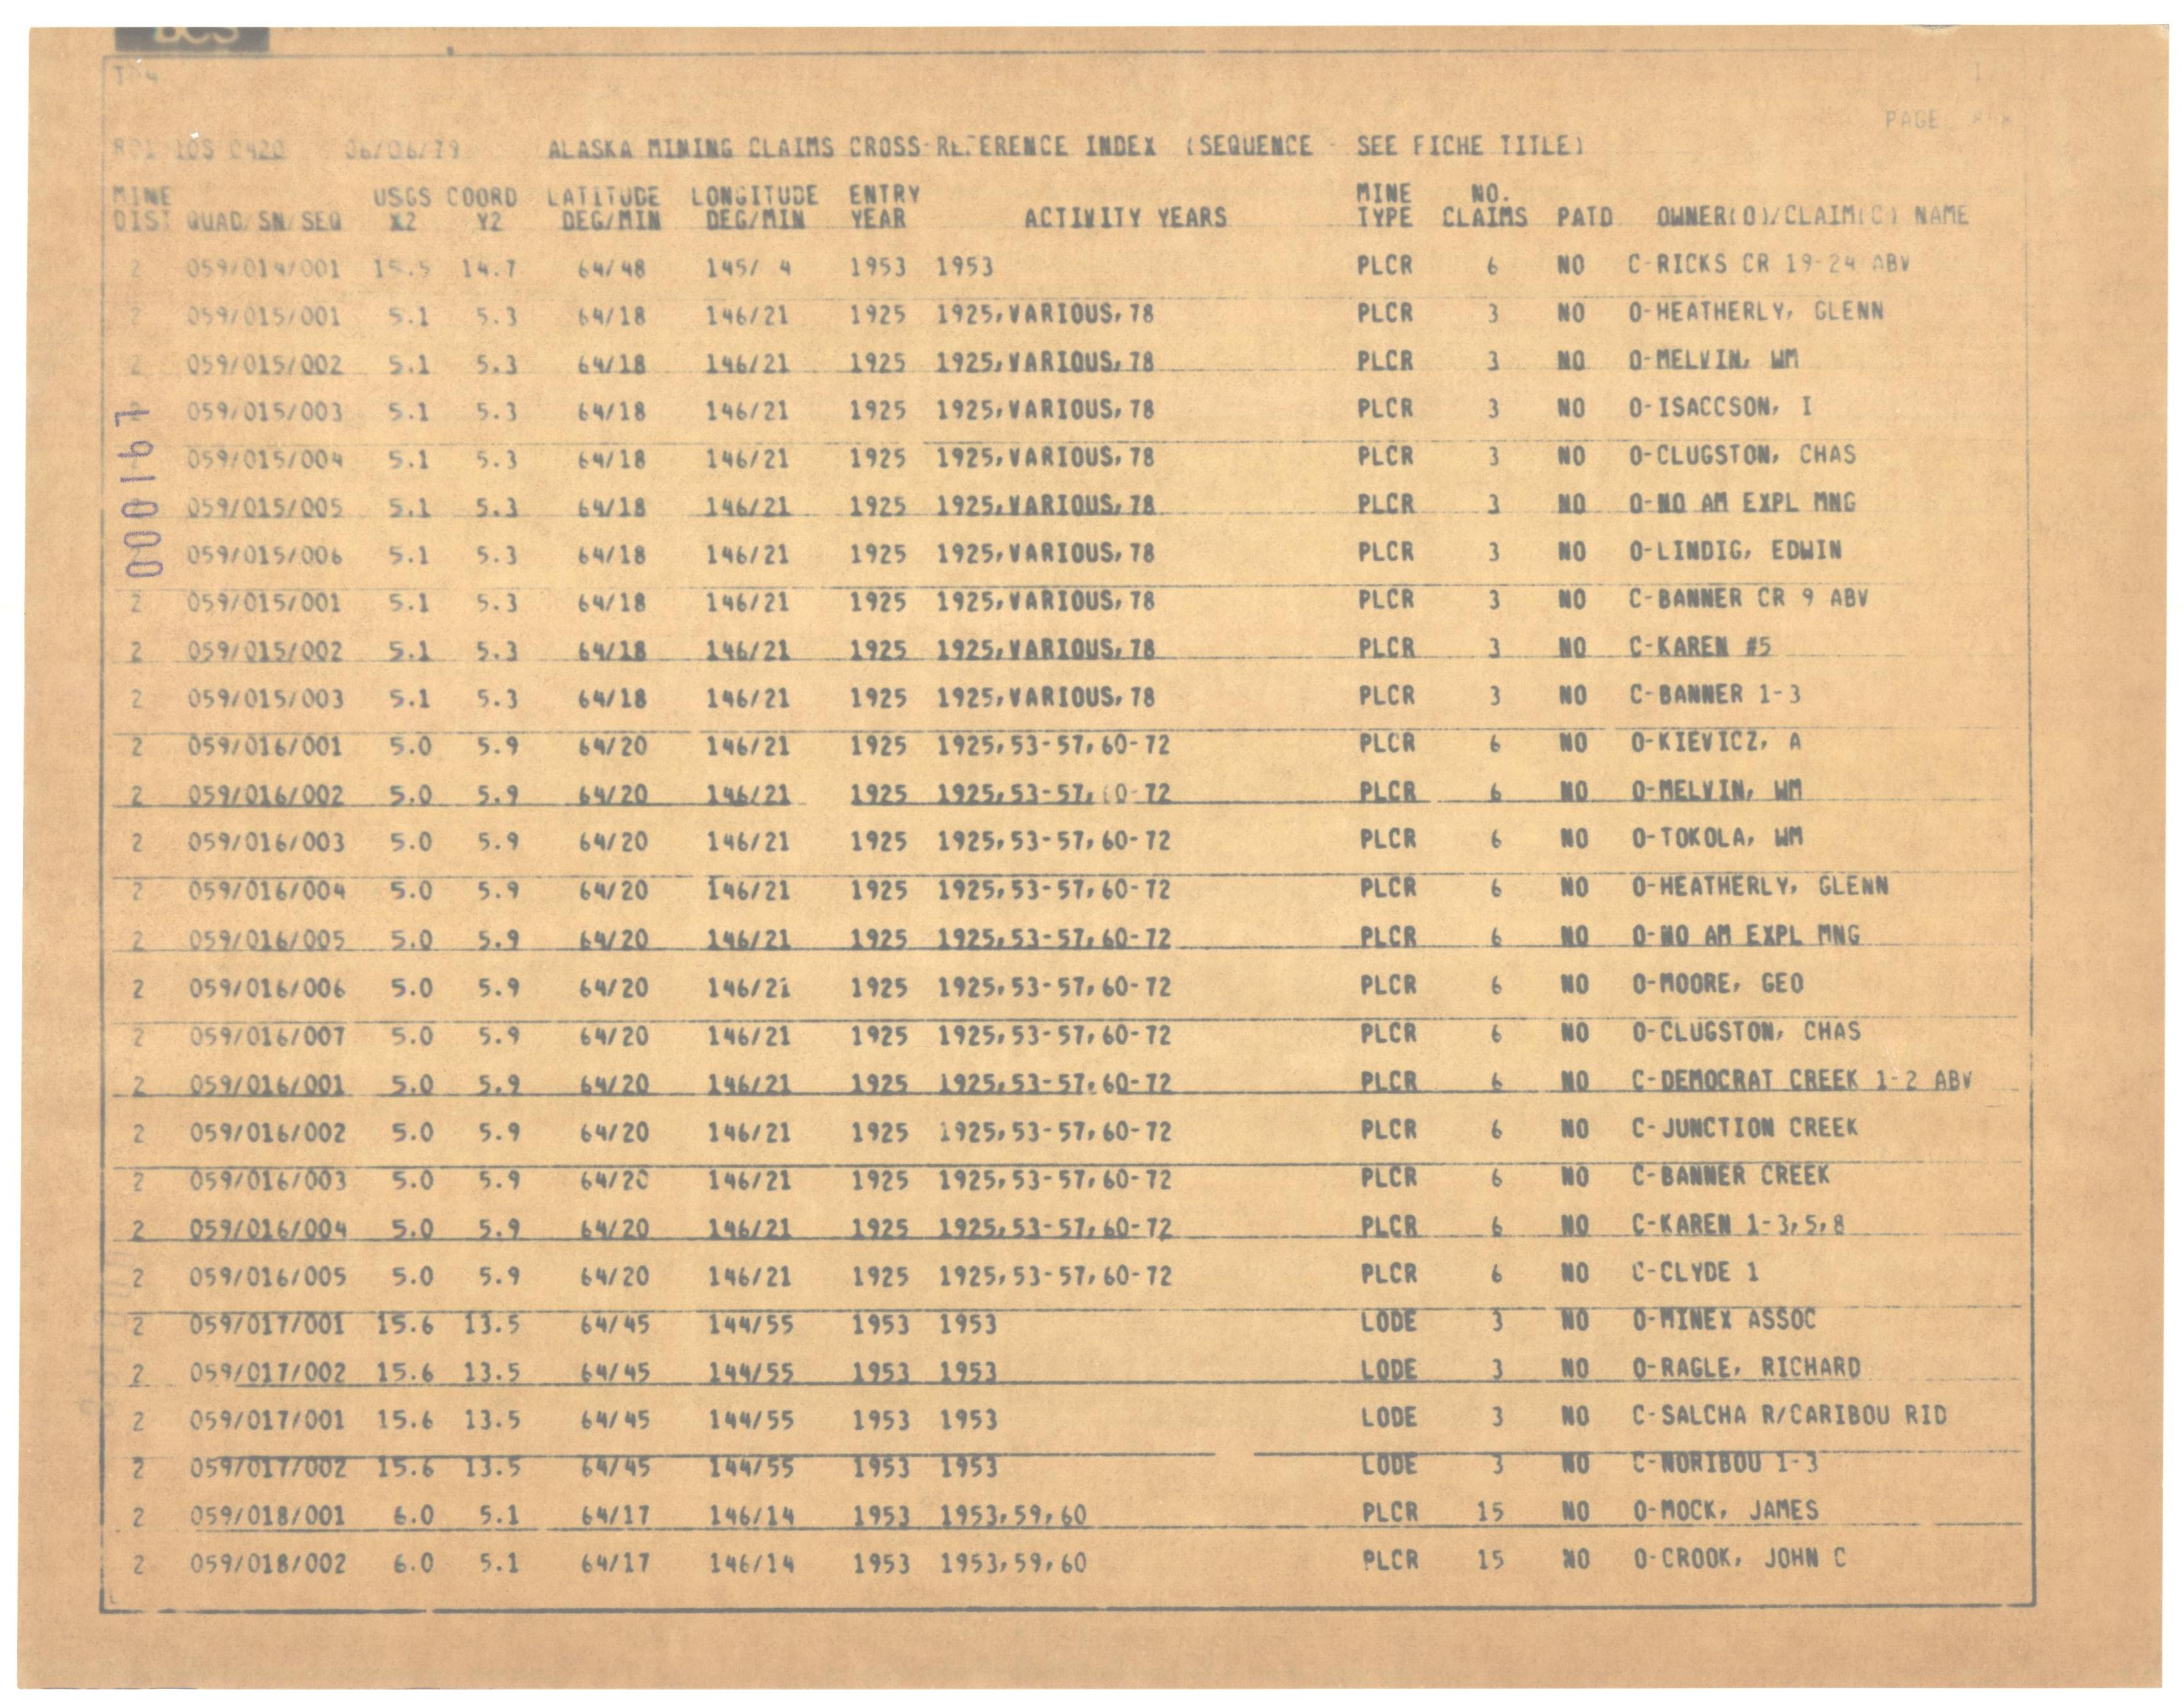 BCS
T04
PAGE
801 10S 0420 06/06/79 ALASKA MINING CLAIMS CROSS-REFERENCE INDEX (SEQUENCE - SEE FICHE TITLE)
MINE USGS COORD LATITUDE LONGITUDE ENTRY MINE NO.
DIST QUAD/SN/SEQ X2 Y2 DEG/MIN DEG/MIN YEAR ACTIVITY YEARS TYPE CLAIMS PATD OWNER(O)/CLAIM(C) NAME
2 059/014/001 15.5 14.7 64/48 145/ 4 1953 1953 PLCR 6 NO C-RICKS CR 19-24 ABV
2 059/015/001 5.1 5.3 64/18 146/21 1925 1925,VARIOUS,78 PLCR 3 NO O-HEATHERLY, GLENN
2 059/015/002 5.1 5.3 64/18 146/21 1925 1925,VARIOUS,78 PLCR 3 NO O-MELVIN, WM
2 059/015/003 5.1 5.3 64/18 146/21 1925 1925,VARIOUS,78 PLCR 3 NO O-ISACCSON, I
2 059/015/004 5.1 5.3 64/18 146/21 1925 1925,VARIOUS,78 PLCR 3 NO O-CLUGSTON, CHAS
2 059/015/005 5.1 5.3 64/18 146/21 1925 1925,VARIOUS,78 PLCR 3 NO O-NO AM EXPL MNG
059/015/006 5.1 5.3 64/18 146/21 1925 1925,VARIOUS,78 PLCR 3 NO O-LINDIG, EDWIN
2 059/015/001 5.1 5.3 64/18 146/21 1925 1925,VARIOUS,78 PLCR 3 NO C-BANNER CR 9 ABV
2 059/015/002 5.1 5.3 64/18 146/21 1925 1925,VARIOUS,78 PLCR 3 NO C-KAREN #5
2 059/015/003 5.1 5.3 64/18 146/21 1925 1925,VARIOUS,78 PLCR 3 NO C-BANNER 1-3
2 059/016/001 5.0 5.9 64/20 146/21 1925 1925,53-57,60-72 PLCR 6 NO O-KIEVICZ, A
2 059/016/002 5.0 5.9 64/20 146/21 1925 1925,53-57,60-72 PLCR 6 NO O-MELVIN, WM
2 059/016/003 5.0 5.9 64/20 146/21 1925 1925,53-57,60-72 PLCR 6 NO O-TOKOLA, WM
2 059/016/004 5.0 5.9 64/20 146/21 1925 1925,53-57,60-72 PLCR 6 NO O-HEATHERLY, GLENN
2 059/016/005 5.0 5.9 64/20 146/21 1925 1925,53-57,60-72 PLCR 6 NO O-NO AM EXPL MNG
2 059/016/006 5.0 5.9 64/20 146/21 1925 1925,53-57,60-72 PLCR 6 NO O-MOORE, GEO
2 059/016/007 5.0 5.9 64/20 146/21 1925 1925,53-57,60-72 PLCR 6 NO O-CLUGSTON, CHAS
2 059/016/001 5.0 5.9 64/20 146/21 1925 1925,53-57,60-72 PLCR 6 NO C-DEMOCRAT CREEK 1-2 ABV
2 059/016/002 5.0 5.9 64/20 146/21 1925 1925,53-57,60-72 PLCR 6 NO C-JUNCTION CREEK
2 059/016/003 5.0 5.9 64/20 146/21 1925 1925,53-57,60-72 PLCR 6 NO C-BANNER CREEK
2 059/016/004 5.0 5.9 64/20 146/21 1925 1925,53-57,60-72 PLCR 6 NO C-KAREN 1-3,5,8
2 059/016/005 5.0 5.9 64/20 146/21 1925 1925,53-57,60-72 PLCR 6 NO C-CLYDE 1
2 059/017/001 15.6 13.5 64/45 144/55 1953 1953 LODE 3 NO O-MINEX ASSOC
2 059/017/002 15.6 13.5 64/45 144/55 1953 1953 LODE 3 NO O-RAGLE, RICHARD
2 059/017/001 15.6 13.5 64/45 144/55 1953 1953 LODE 3 NO C-SALCHA R/CARIBOU RID
2 059/017/002 15.6 13.5 64/45 144/55 1953 1953 LODE 3 NO C-NORIBOU 1-3
2 059/018/001 6.0 5.1 64/17 146/14 1953 1953,59,60 PLCR 15 NO O-MOCK, JAMES
2 059/018/002 6.0 5.1 64/17 146/14 1953 1953,59,60 PLCR 15 NO O-CROOK, JOHN C
000167